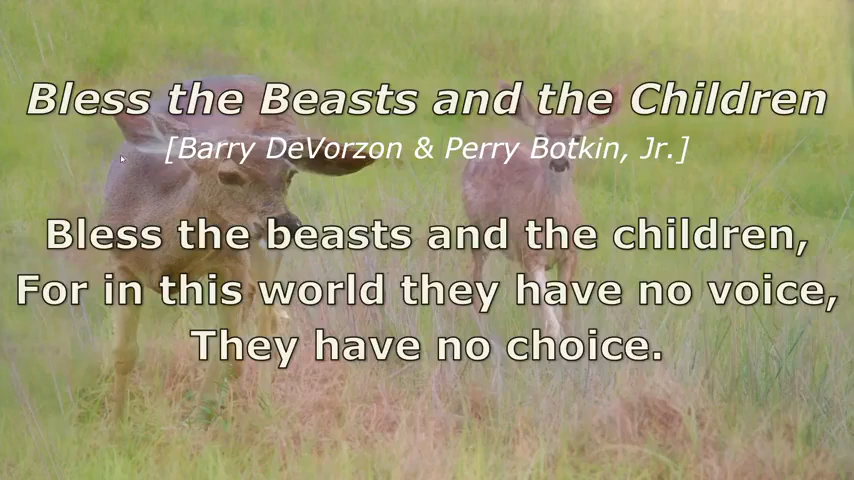 Bless the Beasts and the Children
[Barry DeVorzon & Perry Botkin, Jr.]
Bless the beasts and the children,
For in this world they have no voice,
They have no choice.